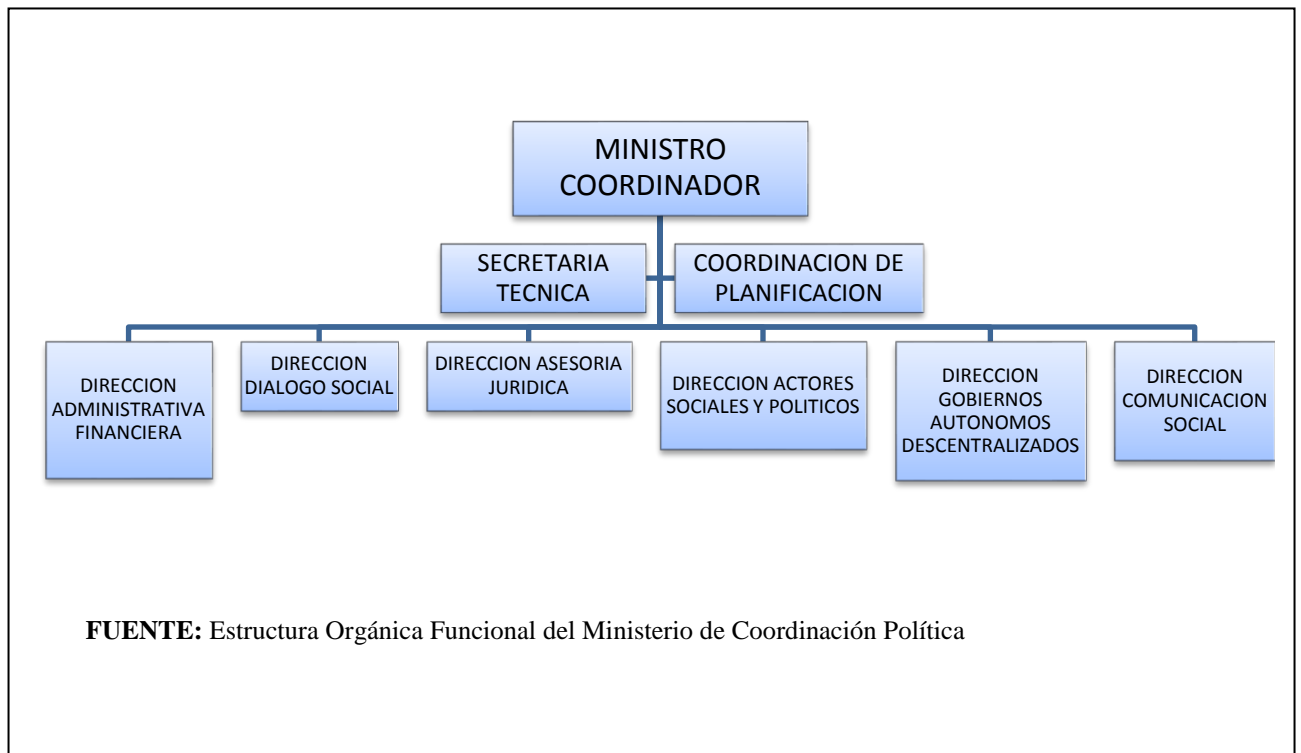 MINISTRO
COORDINADOR
SECRETARIA
TECNICA
COORDINACION DE
PLANIFICACION
DIRECCION
ADMINISTRATIVA
FINANCIERA
DIRECCION
DIALOGO SOCIAL
DIRECCION ASESORIA
JURIDICA
DIRECCION ACTORES
SOCIALES Y POLITICOS
DIRECCION
GOBIERNOS
AUTONOMOS
DESCENTRALIZADOS
DIRECCION
COMUNICACION
SOCIAL
FUENTE: Estructura Orgánica Funcional del Ministerio de Coordinación Política